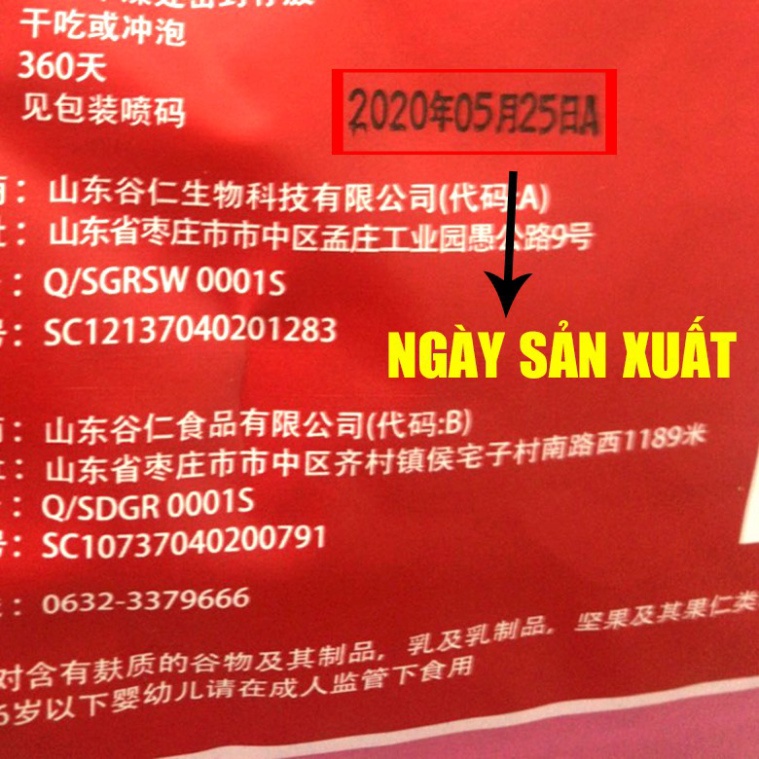 密封存放
干吃或冲泡
360天
见包装喷码
2020年05月25日A
：山东谷仁生物科技有限公司(代码:A)
：山东省枣庄市市中区孟庄工业园愚公路9号
：Q/SGRSW 0001S
号：SC12137040201283
NGÀY SẢN XUẤT
：山东谷仁食品有限公司(代码:B)
：山东省枣庄市市中区齐村镇侯宅子村南路西1189米
：Q/SDGR 0001S
号：SC10737040200791
：0632-3379666
对含有麸质的谷物及其制品，乳及乳制品，坚果及其果仁类
6岁以下婴幼儿请在成人监管下食用